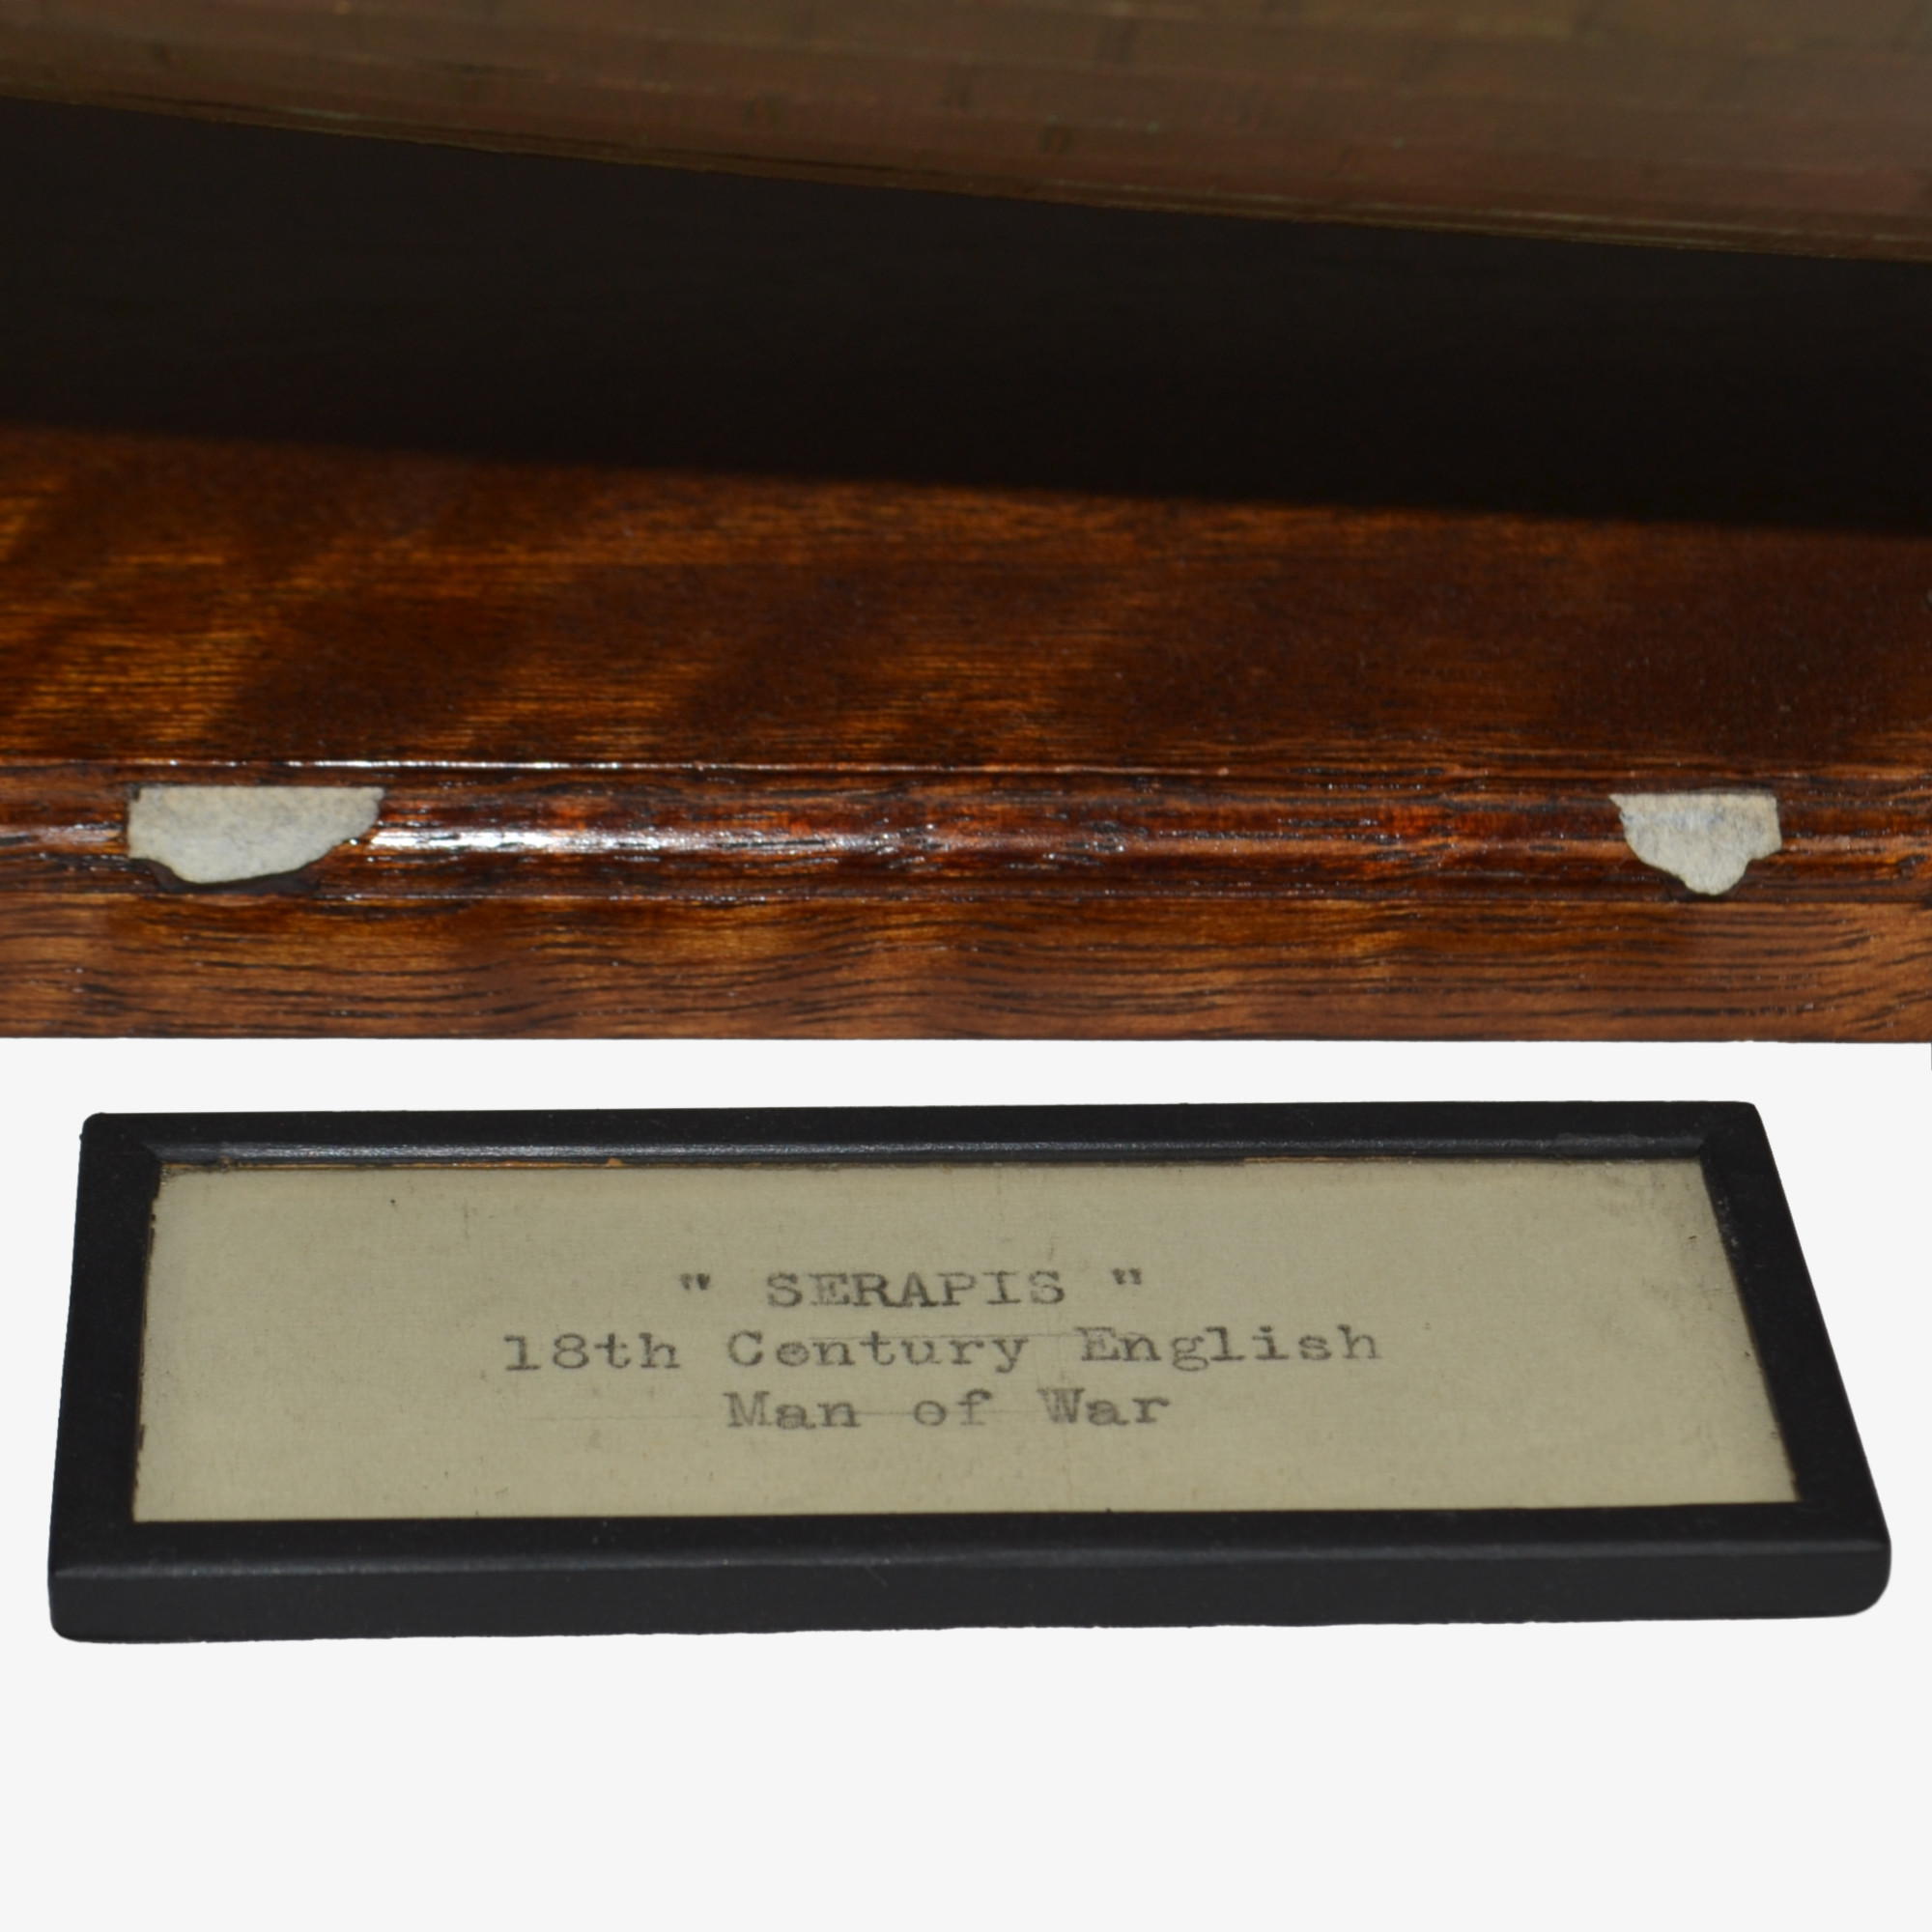 " SERAPIS "
18th Century English
Man of War